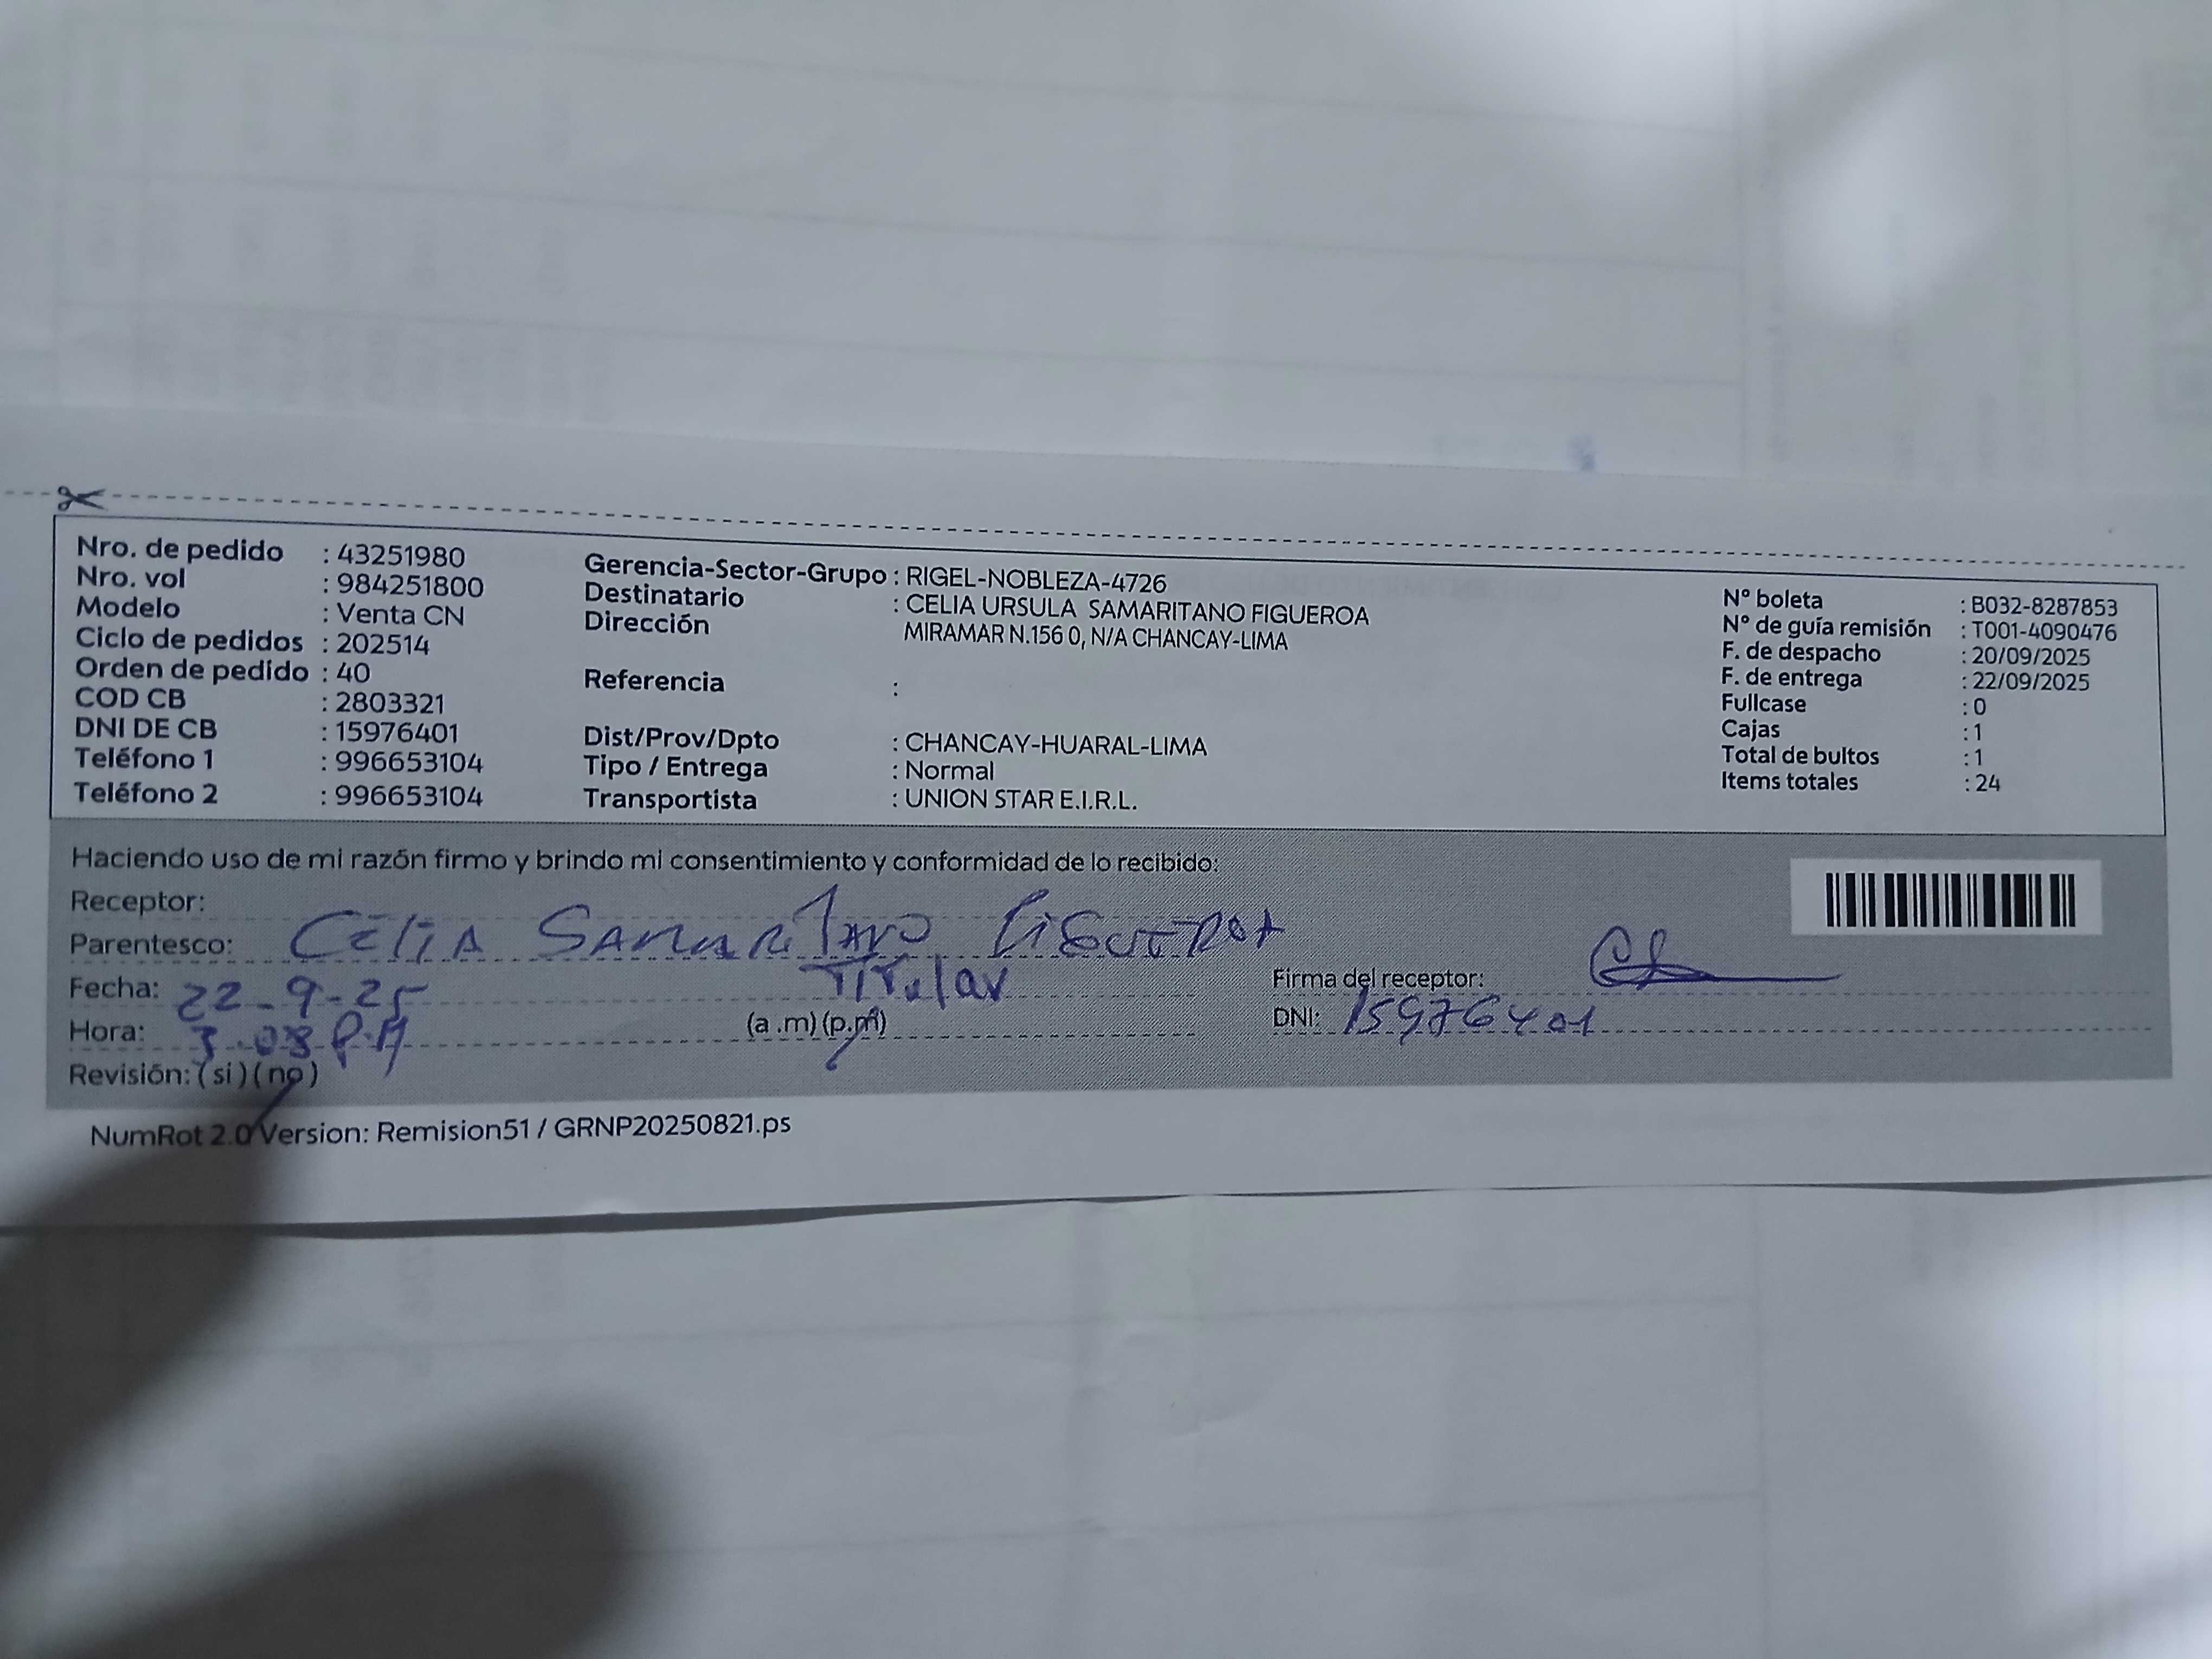 Nro. de pedido : 43251980
Nro. vol : 984251800
Modelo : Venta CN
Ciclo de pedidos : 202514
Orden de pedido : 40
COD CB : 2803321
DNI DE CB : 15976401
Teléfono 1 : 996653104
Teléfono 2 : 996653104
Gerencia-Sector-Grupo : RIGEL-NOBLEZA-4726
Destinatario : CELIA URSULA SAMARITANO FIGUEROA
Dirección MIRAMAR N.156 0, N/A CHANCAY-LIMA
Referencia :
Dist/Prov/Dpto : CHANCAY-HUARAL-LIMA
Tipo / Entrega : Normal
Transportista : UNION STAR E.I.R.L.
N° boleta : B032-8287853
N° de guía remisión : T001-4090476
F. de despacho : 20/09/2025
F. de entrega : 22/09/2025
Fullcase : 0
Cajas : 1
Total de bultos : 1
Items totales : 24
Haciendo uso de mi razón firmo y brindo mi consentimiento y conformidad de lo recibido:
Receptor:
Parentesco: CELIA SAMARITANO FIGUEROA
Titular
Fecha: 22-9-25
Hora: 3.08 P.M (a .m) (p.m)
Revisión: (si) (no)
Firma del receptor:
DNI: 15976401
NumRot 2.0 Version: Remision51 / GRNP20250821.ps